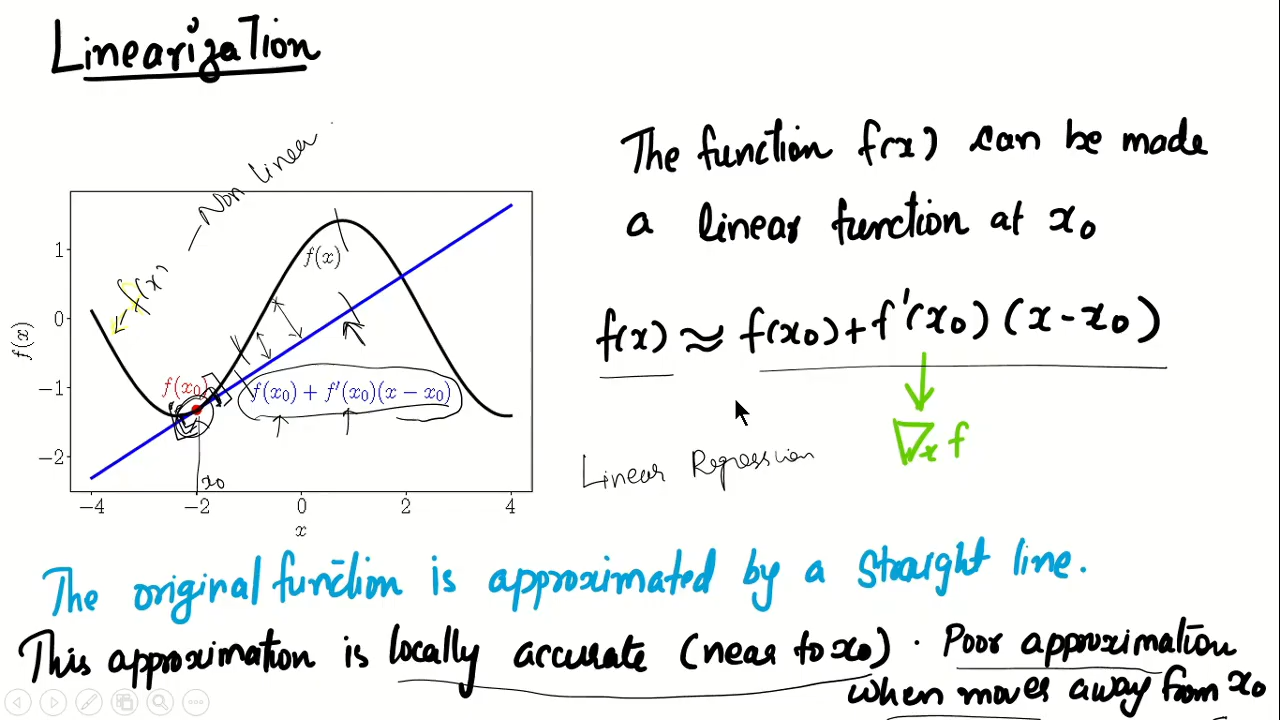 Linearization
Non linear
f(x)
The function f(x) can be made
a linear function at x₀
f(x) ≈ f(x₀) + f'(x₀) (x - x₀)
∇ₓ f
Linear Regression
f(x)
1
0
−1
−2
f(x)
f(x₀)
f(x₀) + f′(x₀)(x − x₀)
x₀
−4
−2
0
2
4
x
The original function is approximated by a straight line.
This approximation is locally accurate (near to x₀). Poor approximation
when moves away from x₀